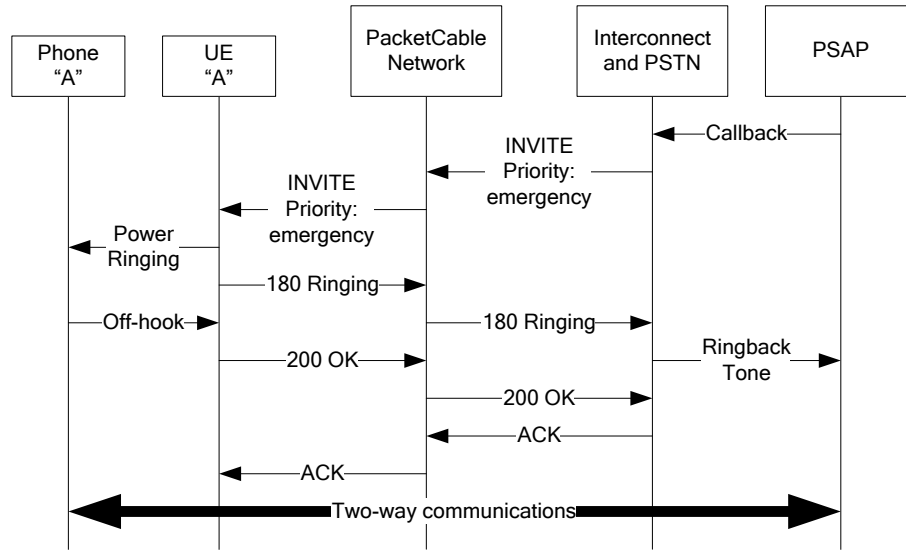 Phone
“A”
UE
“A”
PacketCable
Network
Interconnect
and PSTN
PSAP
Callback
INVITE
Priority:
emergency
INVITE
Priority:
emergency
Power
Ringing
180 Ringing
Off-hook
180 Ringing
200 OK
Ringback
Tone
200 OK
ACK
ACK
Two-way communications